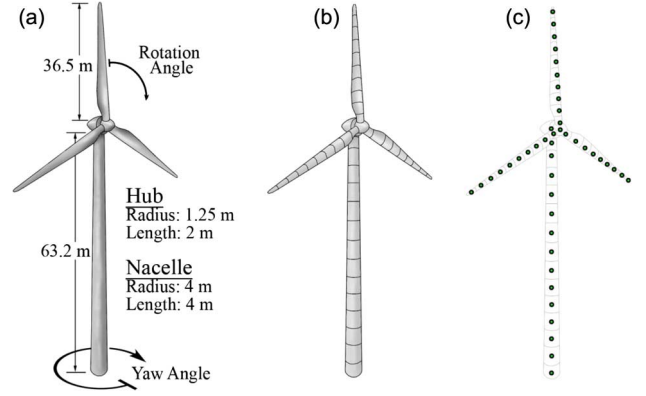 (a)
(b)
(c)
36.5 m
Rotation
Angle
63.2 m
Hub
Radius: 1.25 m
Length: 2 m
Nacelle
Radius: 4 m
Length: 4 m
Yaw Angle